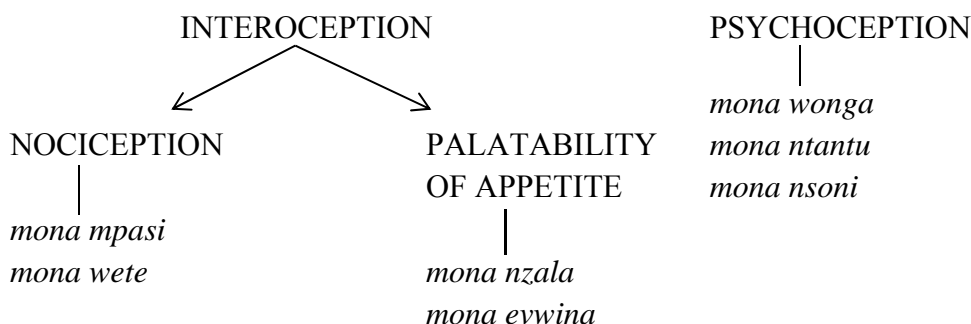 INTEROCEPTION
PSYCHOCEPTION
mona wonga
mona ntantu
mona nsoni
NOCICEPTION
mona mpasi
mona wete
PALATABILITY
OF APPETITE
mona nzala
mona evwina